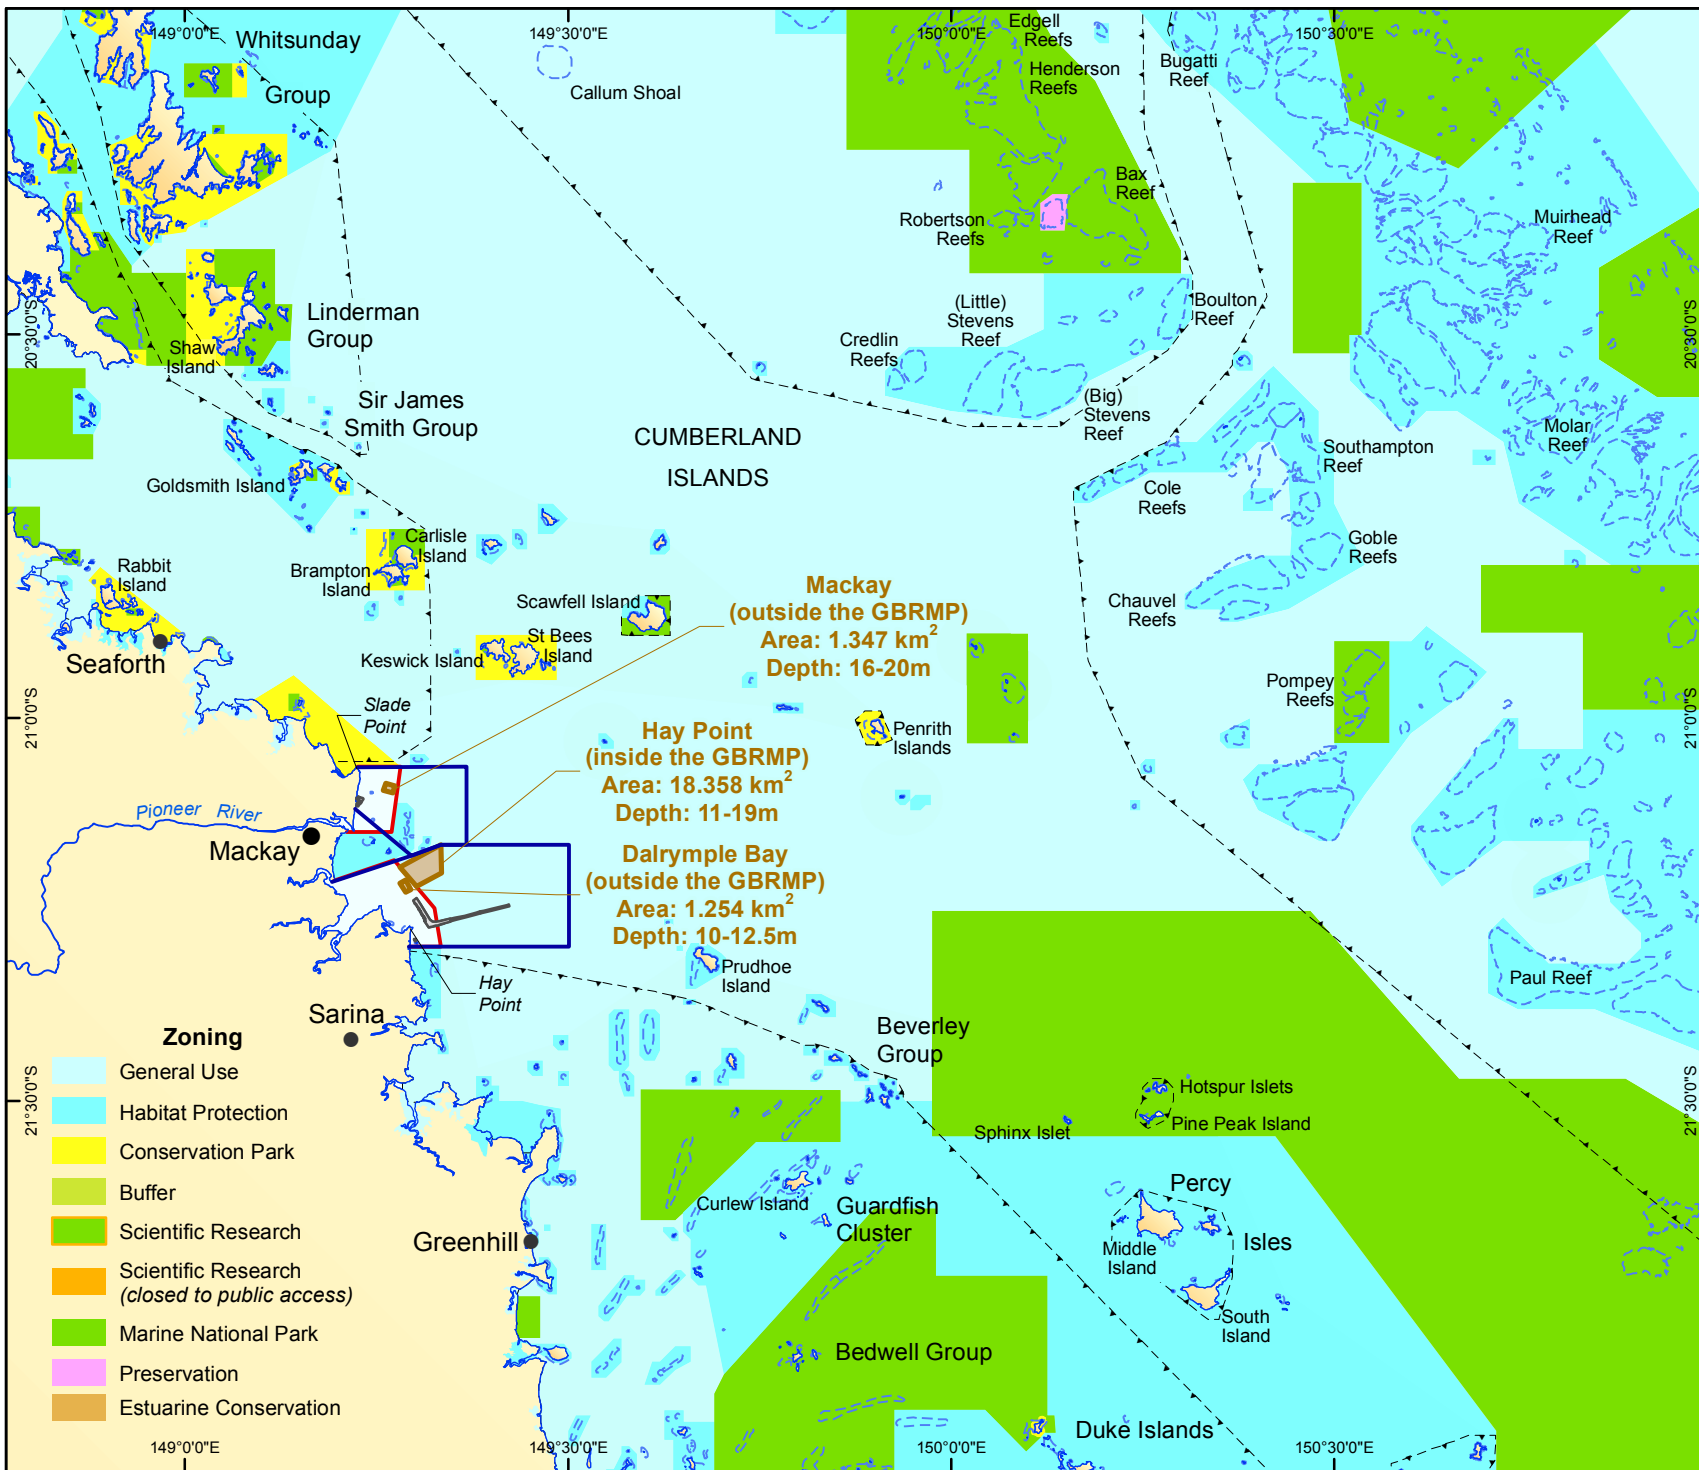 149°0'0"E
149°30'0"E
150°0'0"E
150°30'0"E
Whitsunday
Group
Callum Shoal
Edgell
Reefs
Henderson
Reefs
Bugatti
Reef
Bax
Reef
Robertson
Reefs
Muirhead
Reef
Linderman
Group
Shaw
Island
20°30'0"S
20°30'0"S
(Little)
Stevens
Reef
Boulton
Reef
Credlin
Reefs
(Big)
Stevens
Reef
Sir James
Smith Group
CUMBERLAND
ISLANDS
Molar
Reef
Southampton
Reef
Goldsmith Island
Cole
Reefs
Carlisle
Island
Brampton
Island
Goble
Reefs
Rabbit
Island
Scawfell Island
Mackay
(outside the GBRMP)
Area: 1.347 km²
Depth: 16-20m
Chauvel
Reefs
Seaforth
St Bees
Island
Keswick Island
Pompey
Reefs
Slade
Point
21°0'0"S
21°0'0"S
Hay Point
(inside the GBRMP)
Area: 18.358 km²
Depth: 11-19m
Penrith
Islands
Pioneer River
Mackay
Dalrymple Bay
(outside the GBRMP)
Area: 1.254 km²
Depth: 10-12.5m
Prudhoe
Island
Paul Reef
Hay
Point
Sarina
Beverley
Group
21°30'0"S
21°30'0"S
Hotspur Islets
Pine Peak Island
Sphinx Islet
Percy
Isles
Curlew Island
Guardfish
Cluster
Middle
Island
Greenhill
South
Island
Bedwell Group
Duke Islands
Zoning
General Use
Habitat Protection
Conservation Park
Buffer
Scientific Research
Scientific Research
(closed to public access)
Marine National Park
Preservation
Estuarine Conservation
149°0'0"E
149°30'0"E
150°0'0"E
150°30'0"E